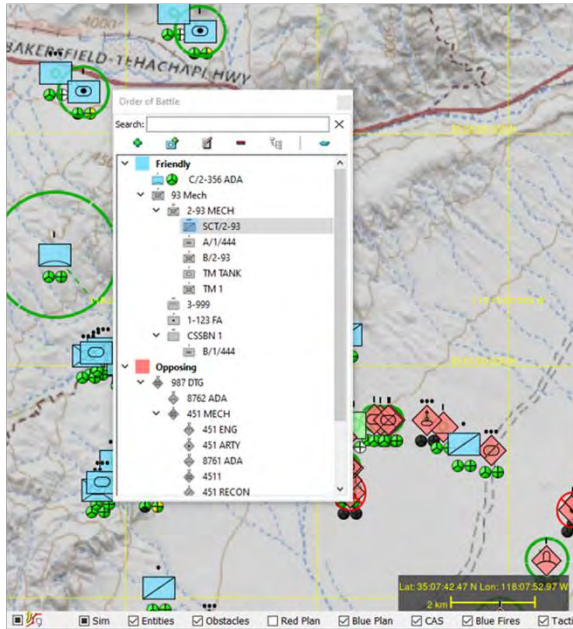 4000
BAKERSFIELD-TEHACHAPI HWY
Order of Battle
Search:
Friendly
C/2-356 ADA
93 Mech
2-93 MECH
SCT/2-93
A/1/444
B/2-93
TM TANK
TM 1
3-999
1-123 FA
CSSBN 1
B/1/444
Opposing
987 DTG
8762 ADA
451 MECH
451 ENG
451 ARTY
8761 ADA
4511
451 RECON
Lat: 35:07:42.47 N Lon: 118:07:52.97 W
2 km
Sim Entities Obstacles Red Plan Blue Plan CAS Blue Fires Tacti